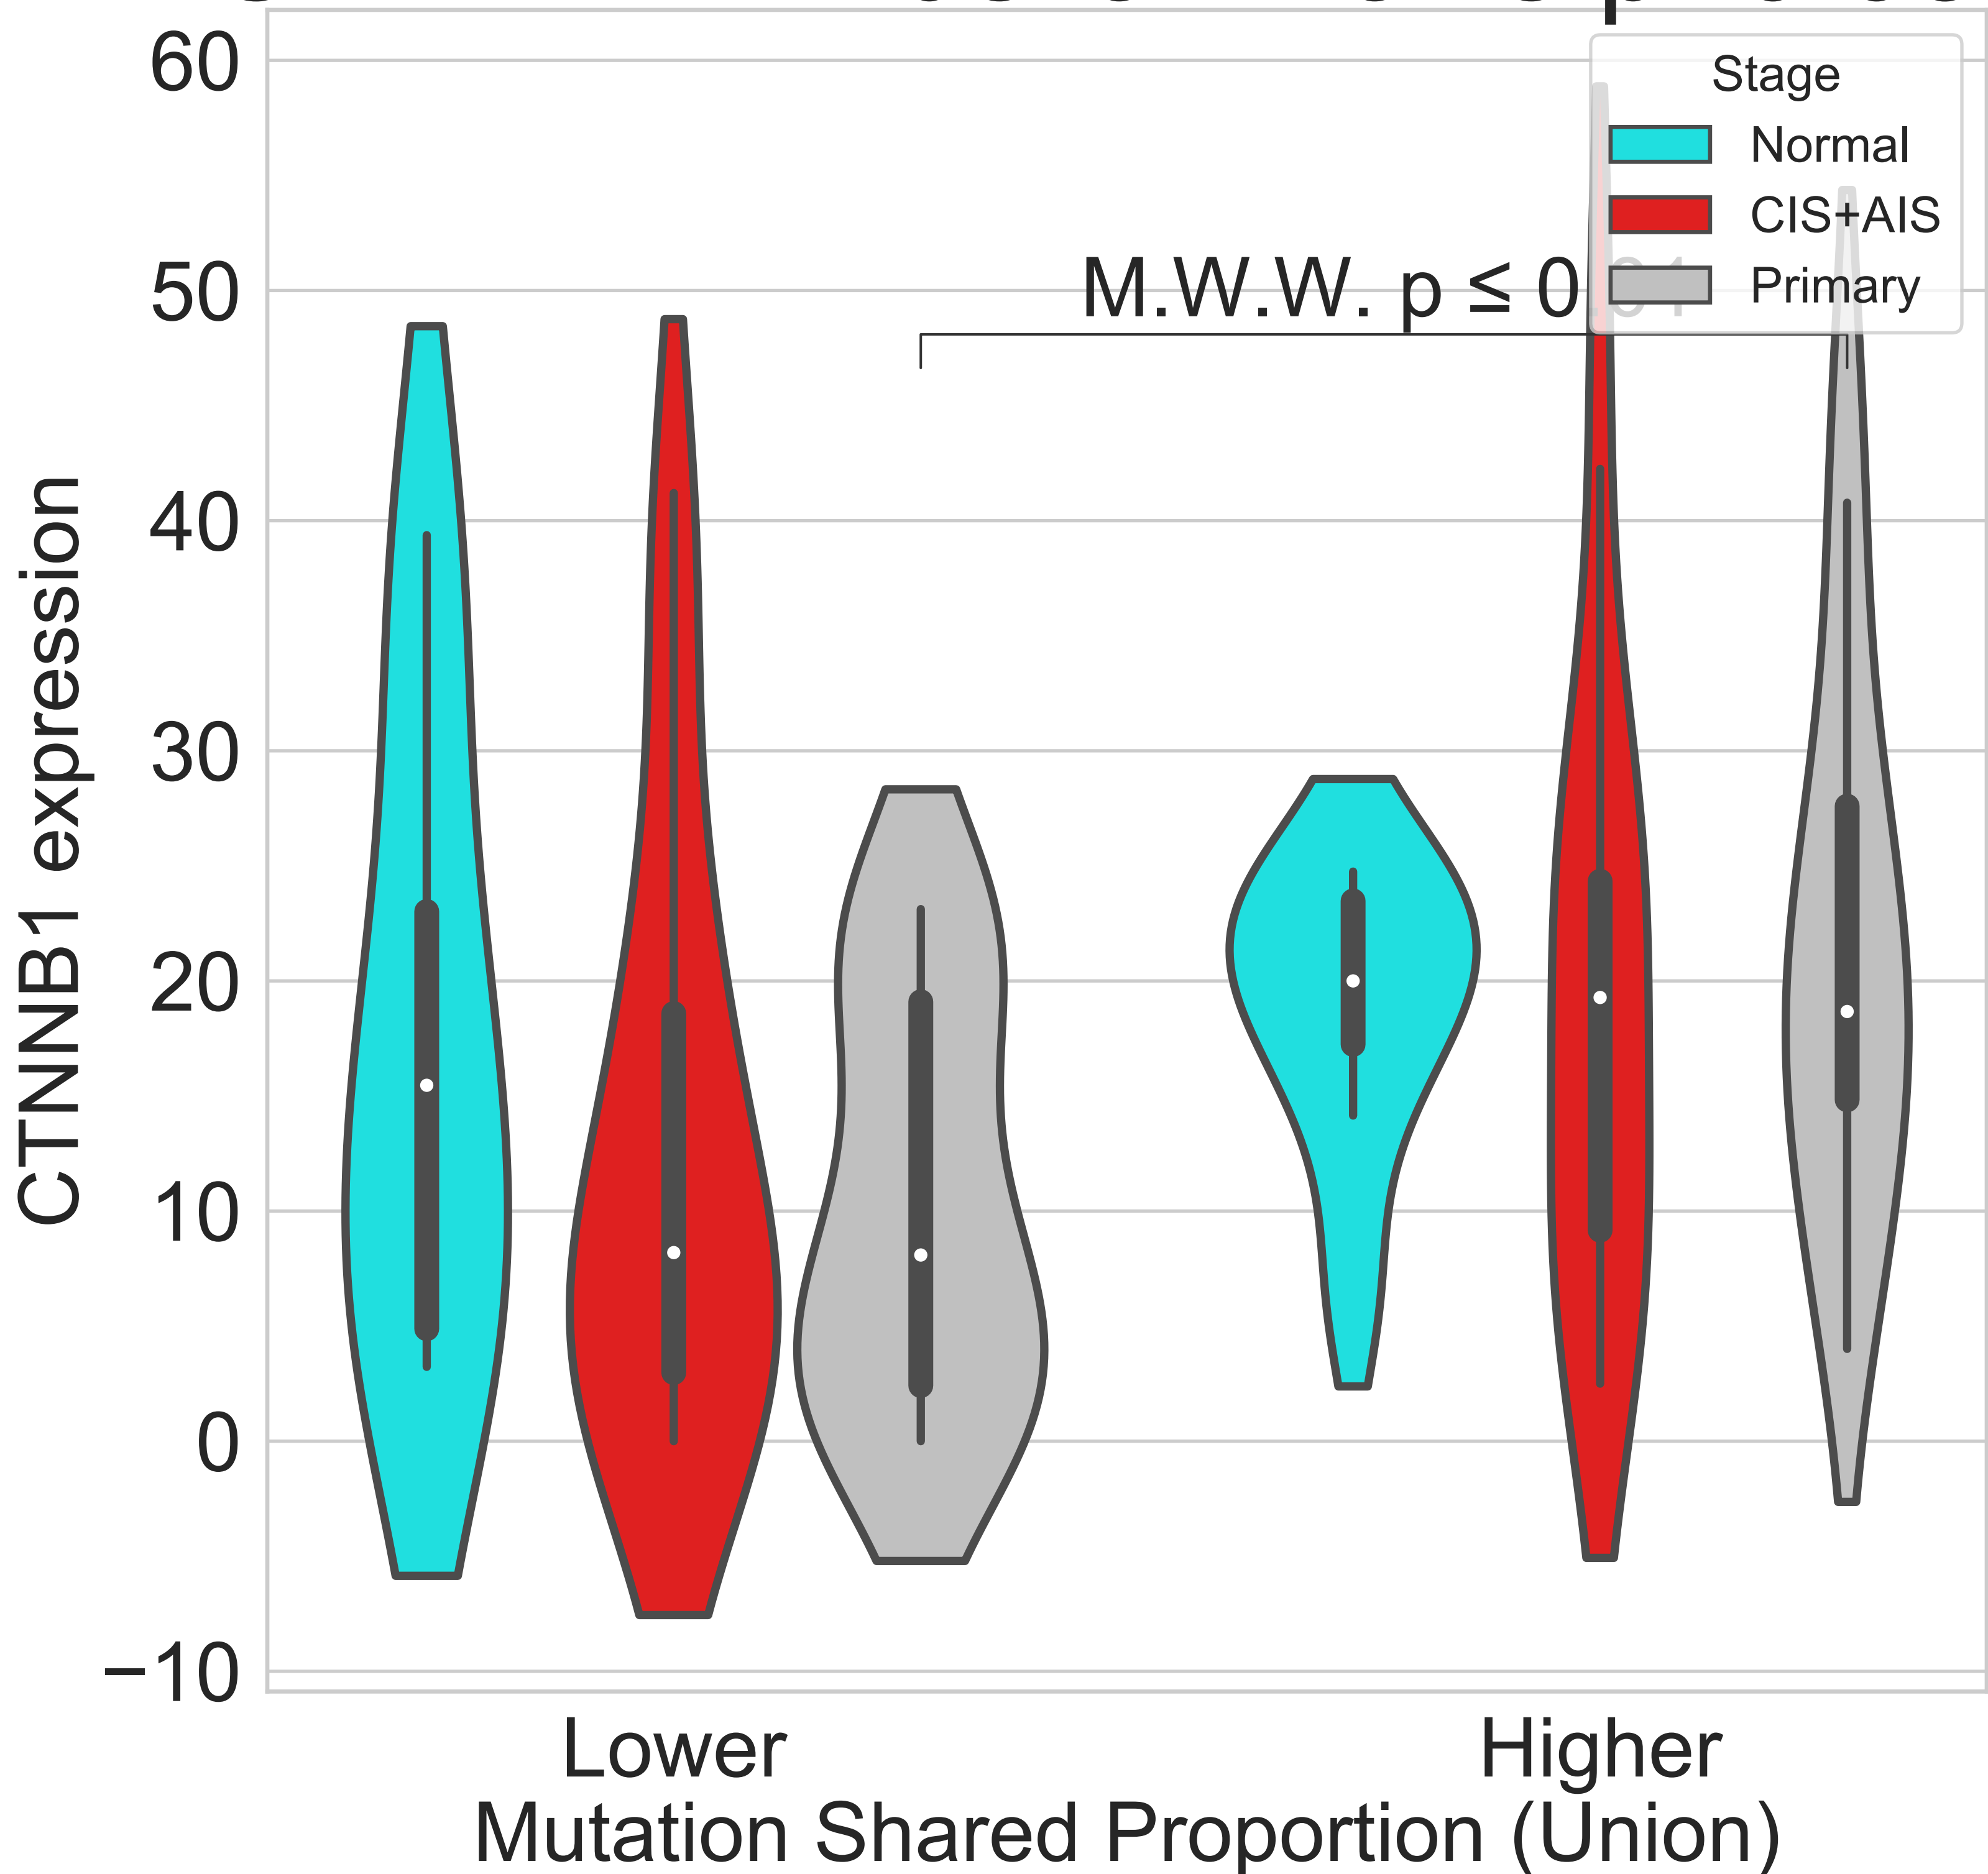 60
50
40
30
20
10
0
−10
CTNNB1 expression
Stage
Normal
CIS+AIS
Primary
M.W.W. p ≤ 0.01
Lower
Higher
Mutation Shared Proportion (Union)